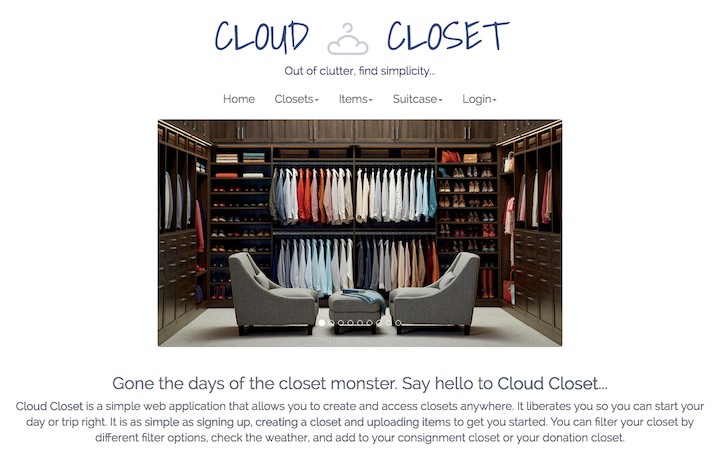 CLOUD CLOSET
Out of clutter, find simplicity...
Home Closets Items Suitcase Login
Gone the days of the closet monster. Say hello to Cloud Closet...
Cloud Closet is a simple web application that allows you to create and access closets anywhere. It liberates you so you can start your
day or trip right. It is as simple as signing up, creating a closet and uploading items to get you started. You can filter your closet by
different filter options, check the weather, and add to your consignment closet or your donation closet.